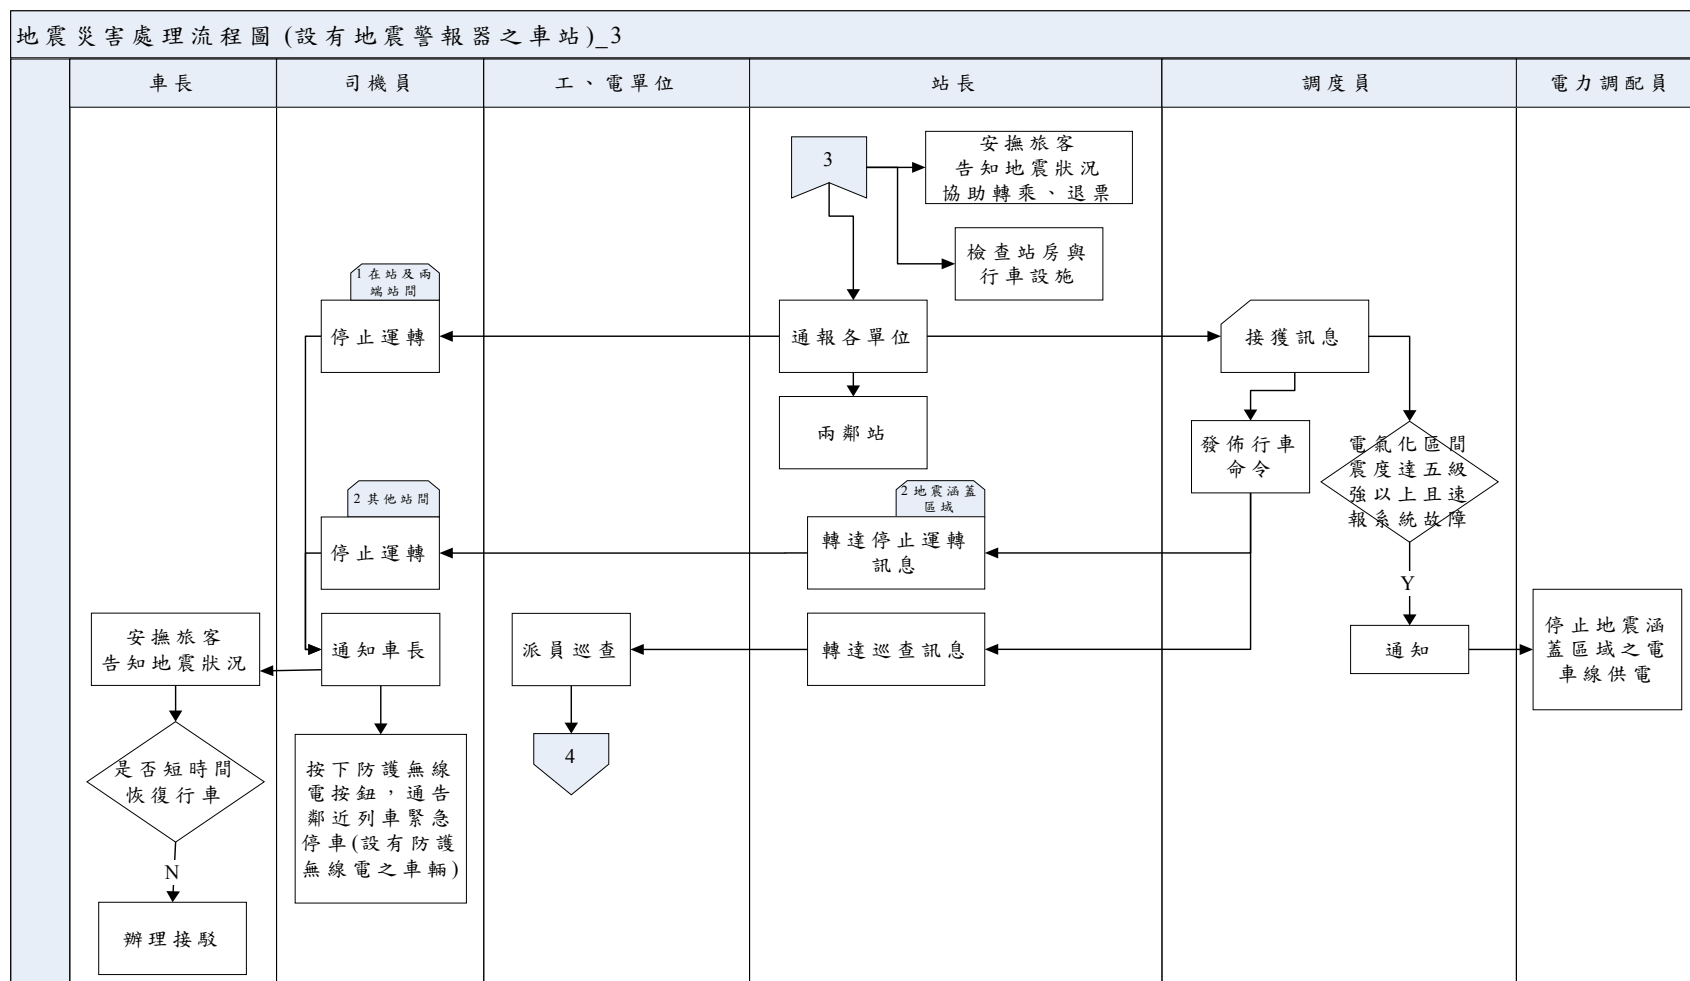 地震災害處理流程圖 (設有地震警報器之車站)_3
車長
司機員
工、電單位
站長
調度員
電力調配員
3
安撫旅客
告知地震狀況
協助轉乘、退票
檢查站房與
行車設施
1 在站及兩
端站間
停止運轉
通報各單位
接獲訊息
兩鄰站
發佈行車
命令
電氣化區間
震度達五級
強以上且速
報系統故障
2 其他站間
停止運轉
2 地震涵蓋
區域
轉達停止運轉
訊息
Y
安撫旅客
告知地震狀況
通知車長
派員巡查
轉達巡查訊息
通知
停止地震涵
蓋區域之電
車線供電
是否短時間
恢復行車
按下防護無線
電按鈕，通告
鄰近列車緊急
停車(設有防護
無線電之車輛)
4
N
辦理接駁